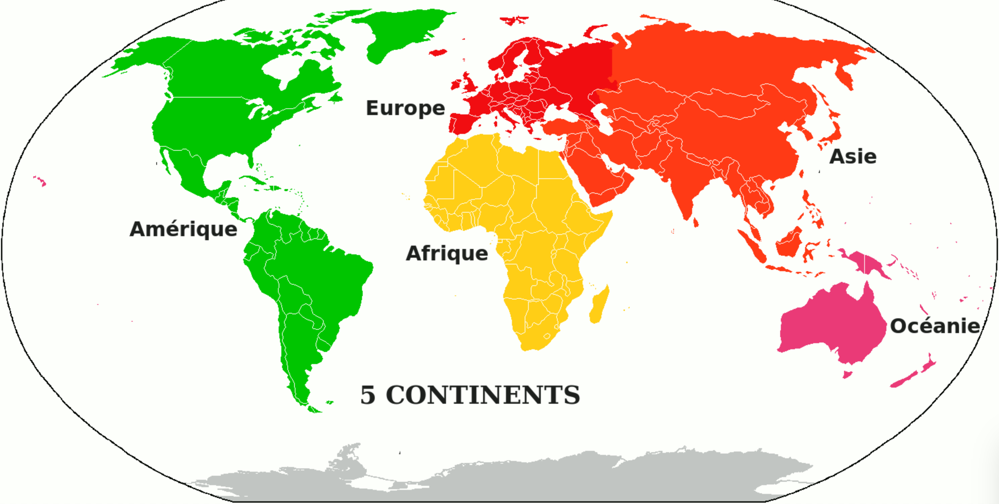 Europe
Asie
Amérique
Afrique
Océanie
5 CONTINENTS